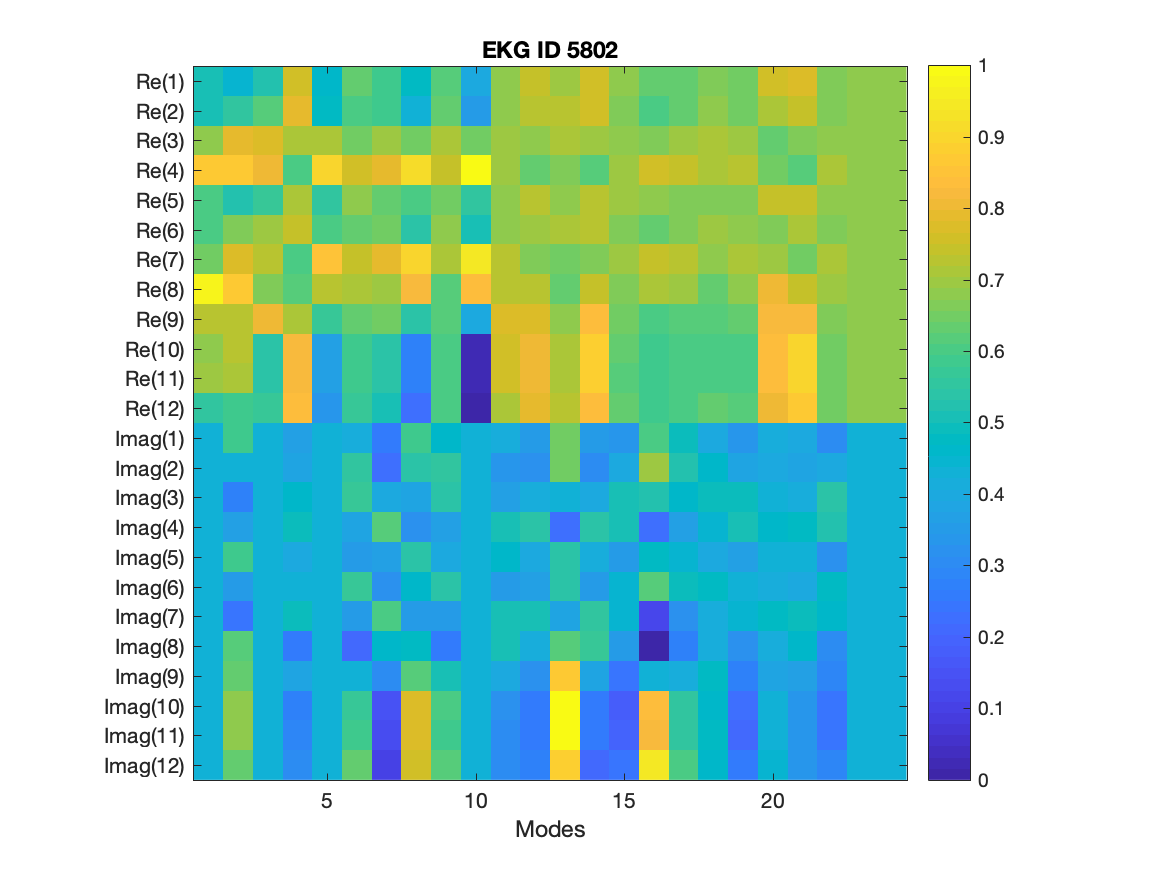 EKG ID 5802
Re(1)
Re(2)
Re(3)
Re(4)
Re(5)
Re(6)
Re(7)
Re(8)
Re(9)
Re(10)
Re(11)
Re(12)
Imag(1)
Imag(2)
Imag(3)
Imag(4)
Imag(5)
Imag(6)
Imag(7)
Imag(8)
Imag(9)
Imag(10)
Imag(11)
Imag(12)
5 10 15 20
Modes
1
0.9
0.8
0.7
0.6
0.5
0.4
0.3
0.2
0.1
0